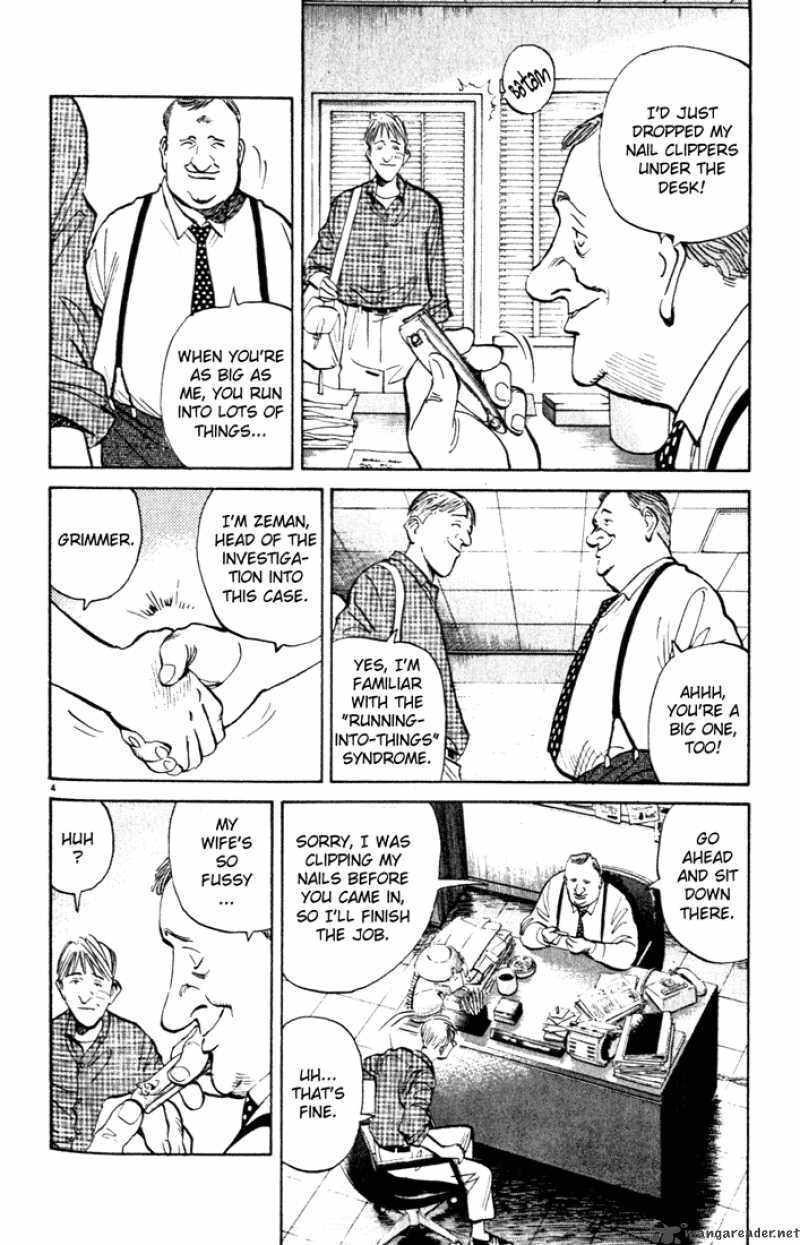 Batam
I'D JUST
DROPPED MY
NAIL CLIPPERS
UNDER THE
DESK!
WHEN YOU'RE
AS BIG AS
ME, YOU RUN
INTO LOTS OF
THINGS...
AHHH,
YOU'RE A
BIG ONE,
TOO!
YES, I'M
FAMILIAR
WITH THE
"RUNNING-
INTO-THINGS"
SYNDROME.
I'M ZEMAN,
HEAD OF THE
INVESTIGA-
TION INTO
THIS CASE.
GRIMMER.
4
GO
AHEAD
AND SIT
DOWN
THERE.
SORRY, I WAS
CLIPPING MY
NAILS BEFORE
YOU CAME IN,
SO I'LL FINISH
THE JOB.
UH...
THAT'S
FINE.
MY
WIFE'S
SO
FUSSY
...
HUH
?
mangareader.net